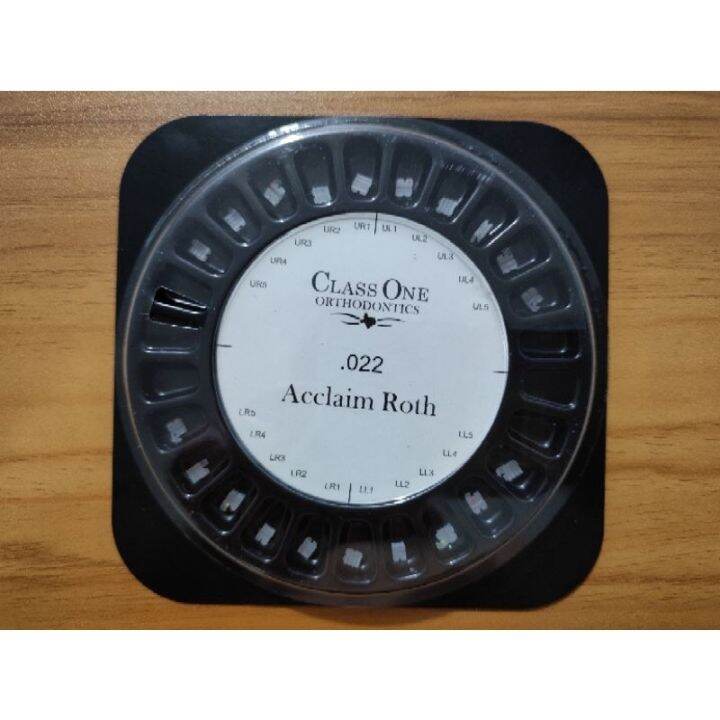 UR5 UR4 UR3 UR2 UR1 UL1 UL2 UL3 UL4 UL5
CLASS ONE
ORTHODONTICS
.022
Acclaim Roth
LR5 LR4 LR3 LR2 LR1 LL1 LL2 LL3 LL4 LL5